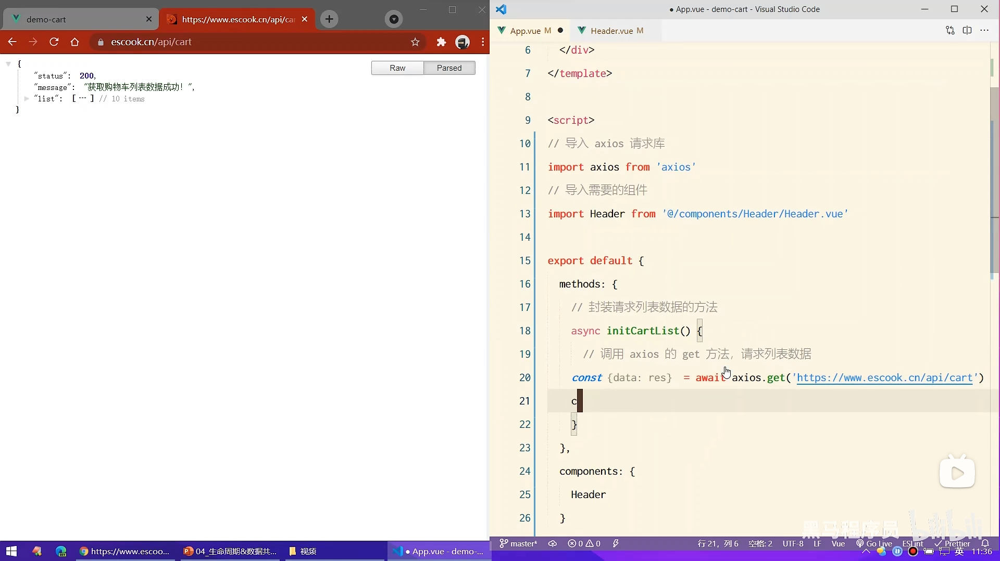 demo-cart
https://www.escook.cn/api/car
escook.cn/api/cart
Raw
Parsed
{
"status": 200,
"message": "获取购物车列表数据成功！",
"list": [ ··· ] // 10 items
}
● App.vue - demo-cart - Visual Studio Code
App.vue M ●
Header.vue M
6 </div>
7 </template>
8
9 <script>
10 // 导入 axios 请求库
11 import axios from 'axios'
12 // 导入需要的组件
13 import Header from '@/components/Header/Header.vue'
14
15 export default {
16 methods: {
17 // 封装请求列表数据的方法
18 async initCartList() {
19 // 调用 axios 的 get 方法，请求列表数据
20 const {data: res} = await axios.get('https://www.escook.cn/api/cart')
21 c
22 }
23 },
24 components: {
25 Header
26 }
黑马程序员
bilibili
master*
0 0
行 21，列 6
空格: 2
UTF-8
LF
Vue
Go Live
ESLint
Prettier
https://www.escoo...
04_生命周期&数据共...
视频
● App.vue - demo-...
英
11:36